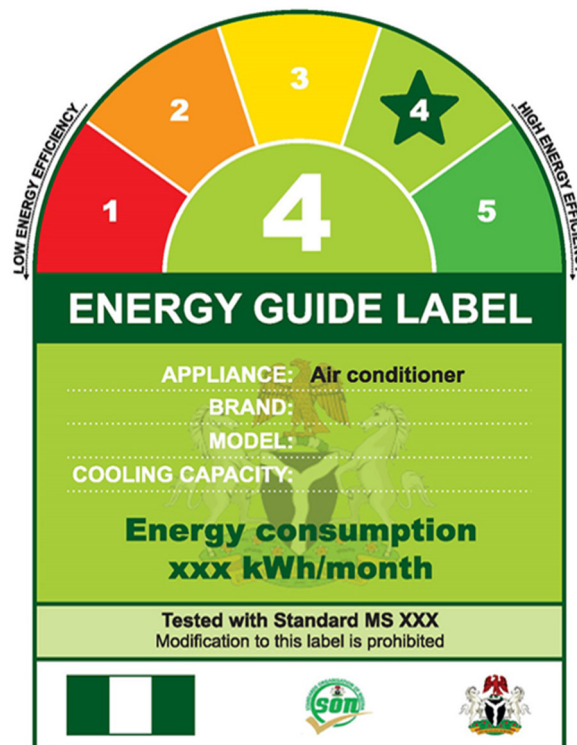 3
2
4
1
5
4
LOW ENERGY EFFICIENCY
HIGH ENERGY EFFICIENCY
ENERGY GUIDE LABEL
APPLIANCE: Air conditioner
BRAND:
MODEL:
COOLING CAPACITY:
Energy consumption
xxx kWh/month
Tested with Standard MS XXX
Modification to this label is prohibited
SON